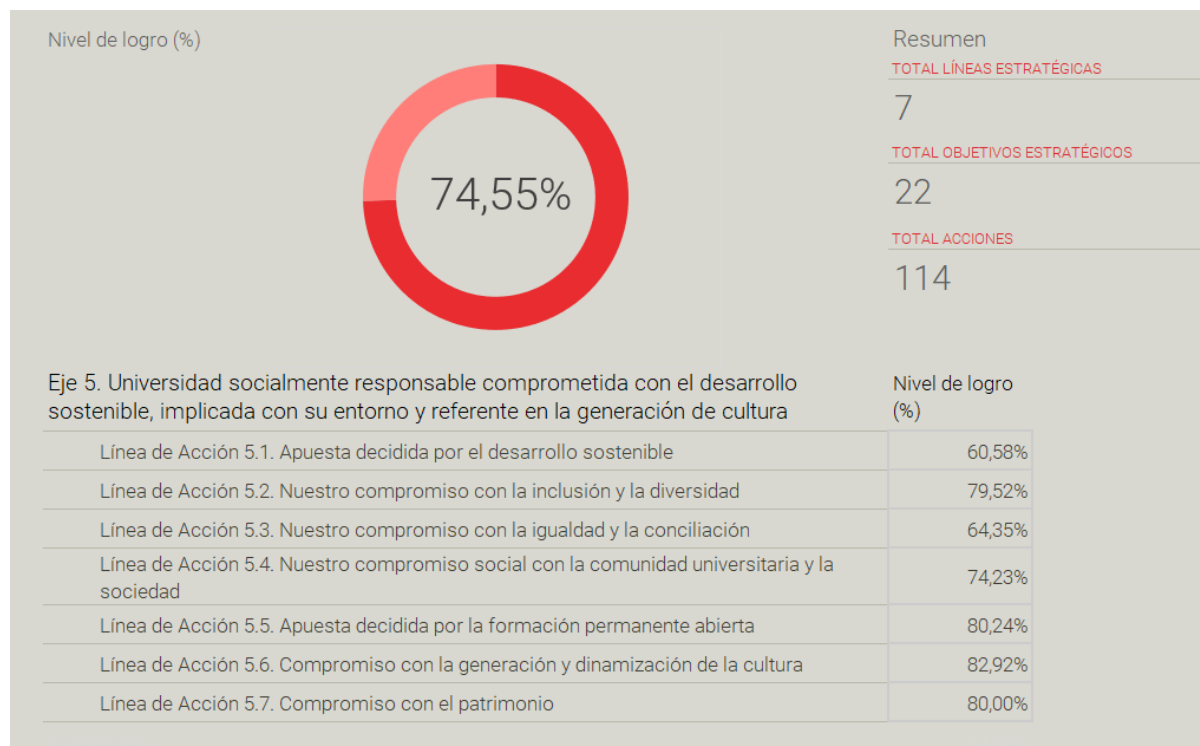 Nivel de logro (%)
74,55%
Resumen
TOTAL LÍNEAS ESTRATÉGICAS
7
TOTAL OBJETIVOS ESTRATÉGICOS
22
TOTAL ACCIONES
114
Eje 5. Universidad socialmente responsable comprometida con el desarrollo
sostenible, implicada con su entorno y referente en la generación de cultura
Nivel de logro
(%)
Línea de Acción 5.1. Apuesta decidida por el desarrollo sostenible 60,58%
Línea de Acción 5.2. Nuestro compromiso con la inclusión y la diversidad 79,52%
Línea de Acción 5.3. Nuestro compromiso con la igualdad y la conciliación 64,35%
Línea de Acción 5.4. Nuestro compromiso social con la comunidad universitaria y la
sociedad 74,23%
Línea de Acción 5.5. Apuesta decidida por la formación permanente abierta 80,24%
Línea de Acción 5.6. Compromiso con la generación y dinamización de la cultura 82,92%
Línea de Acción 5.7. Compromiso con el patrimonio 80,00%